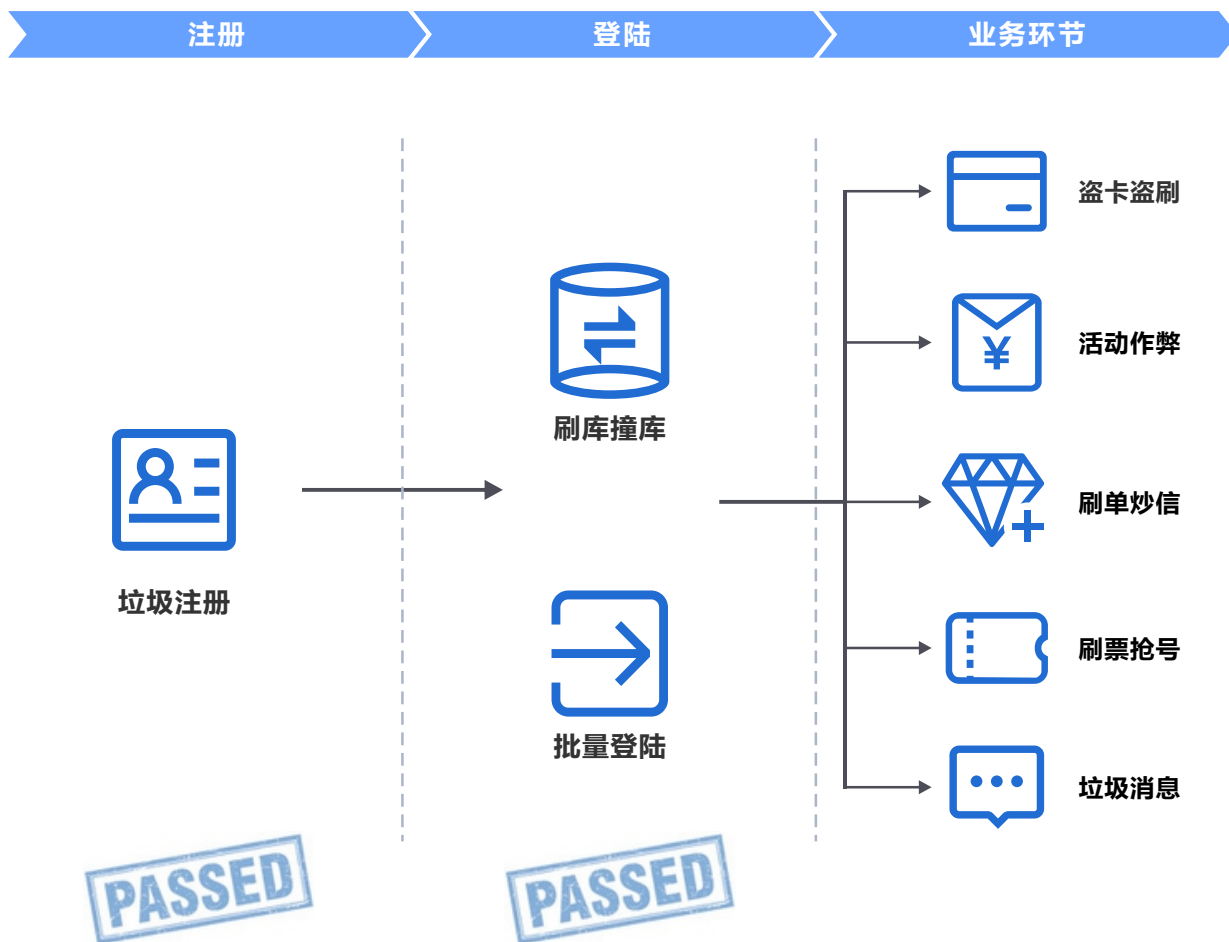 注册
登陆
业务环节
盗卡盗刷
¥
活动作弊
刷库撞库
刷单炒信
垃圾注册
刷票抢号
批量登陆
垃圾消息
PASSED
PASSED